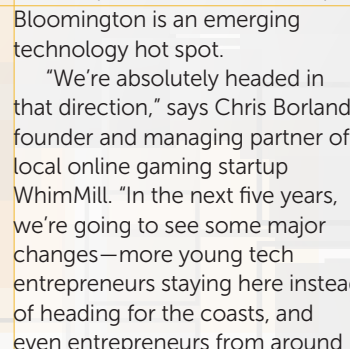 Bloomington is an emerging
technology hot spot.
“We’re absolutely headed in
that direction,” says Chris Borland
founder and managing partner of
local online gaming startup
WhimMill. “In the next five years,
we’re going to see some major
changes—more young tech
entrepreneurs staying here instea
of heading for the coasts, and
even entrepreneurs from around